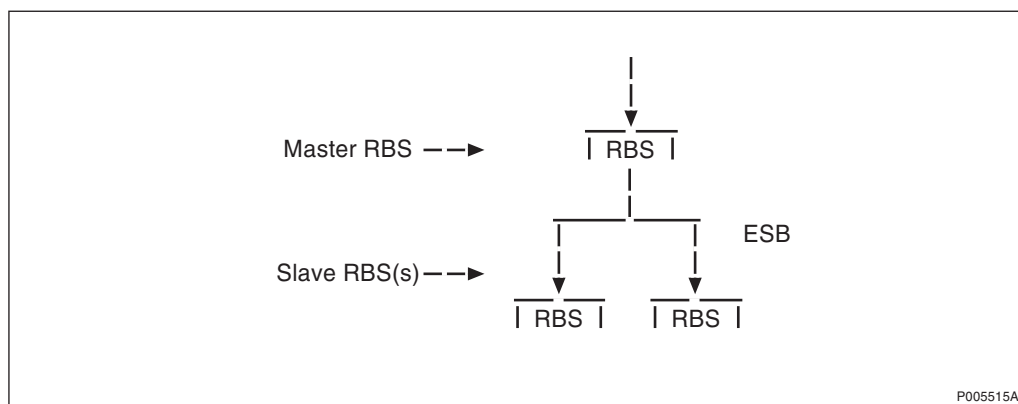 Master RBS
RBS
ESB
Slave RBS(s)
RBS RBS
P005515A